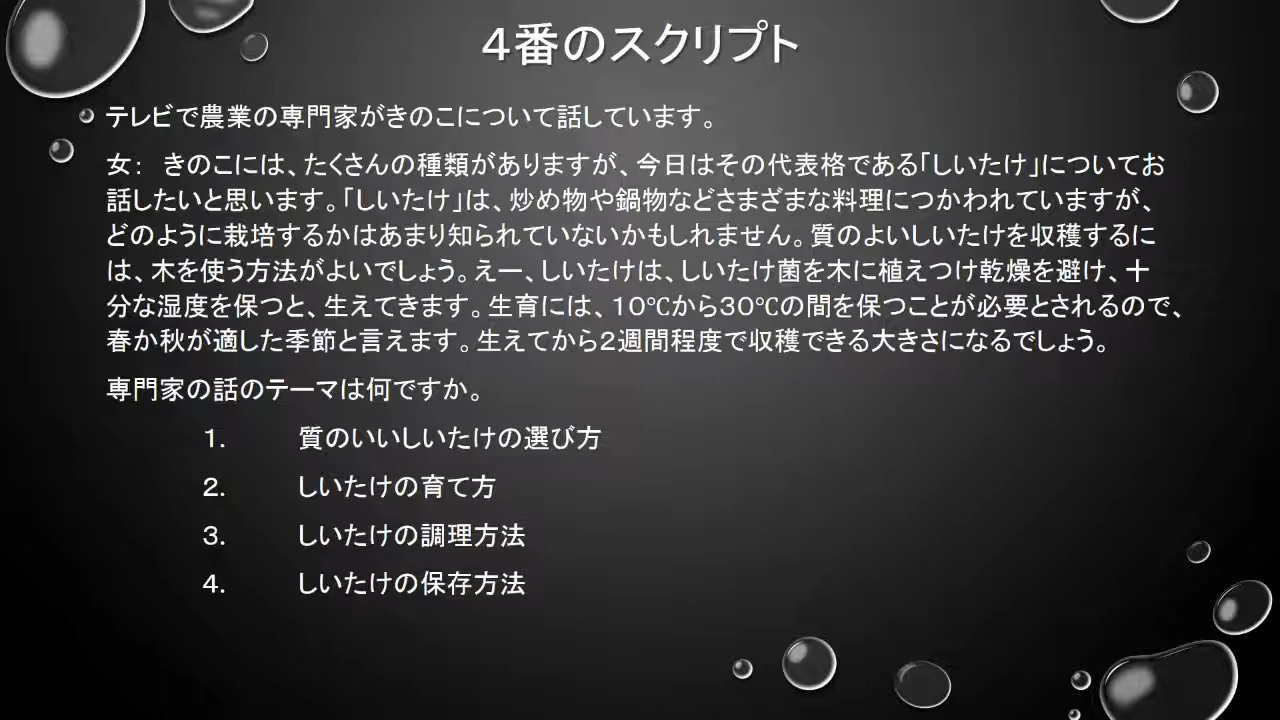 ４番のスクリプト
テレビで農業の専門家がきのこについて話しています。
女：　きのこには、たくさんの種類がありますが、今日はその代表格である「しいたけ」についてお
話したいと思います。「しいたけ」は、炒め物や鍋物などさまざまな料理につかわれていますが、
どのように栽培するかはあまり知られていないかもしれません。質のよいしいたけを収穫するに
は、木を使う方法がよいでしょう。えー、しいたけは、しいたけ菌を木に植えつけ乾燥を避け、十
分な湿度を保つと、生えてきます。生育には、１０℃から３０℃の間を保つことが必要とされるので、
春か秋が適した季節と言えます。生えてから２週間程度で収穫できる大きさになるでしょう。
専門家の話のテーマは何ですか。
１． 質のいいしいたけの選び方
２． しいたけの育て方
３． しいたけの調理方法
４． しいたけの保存方法